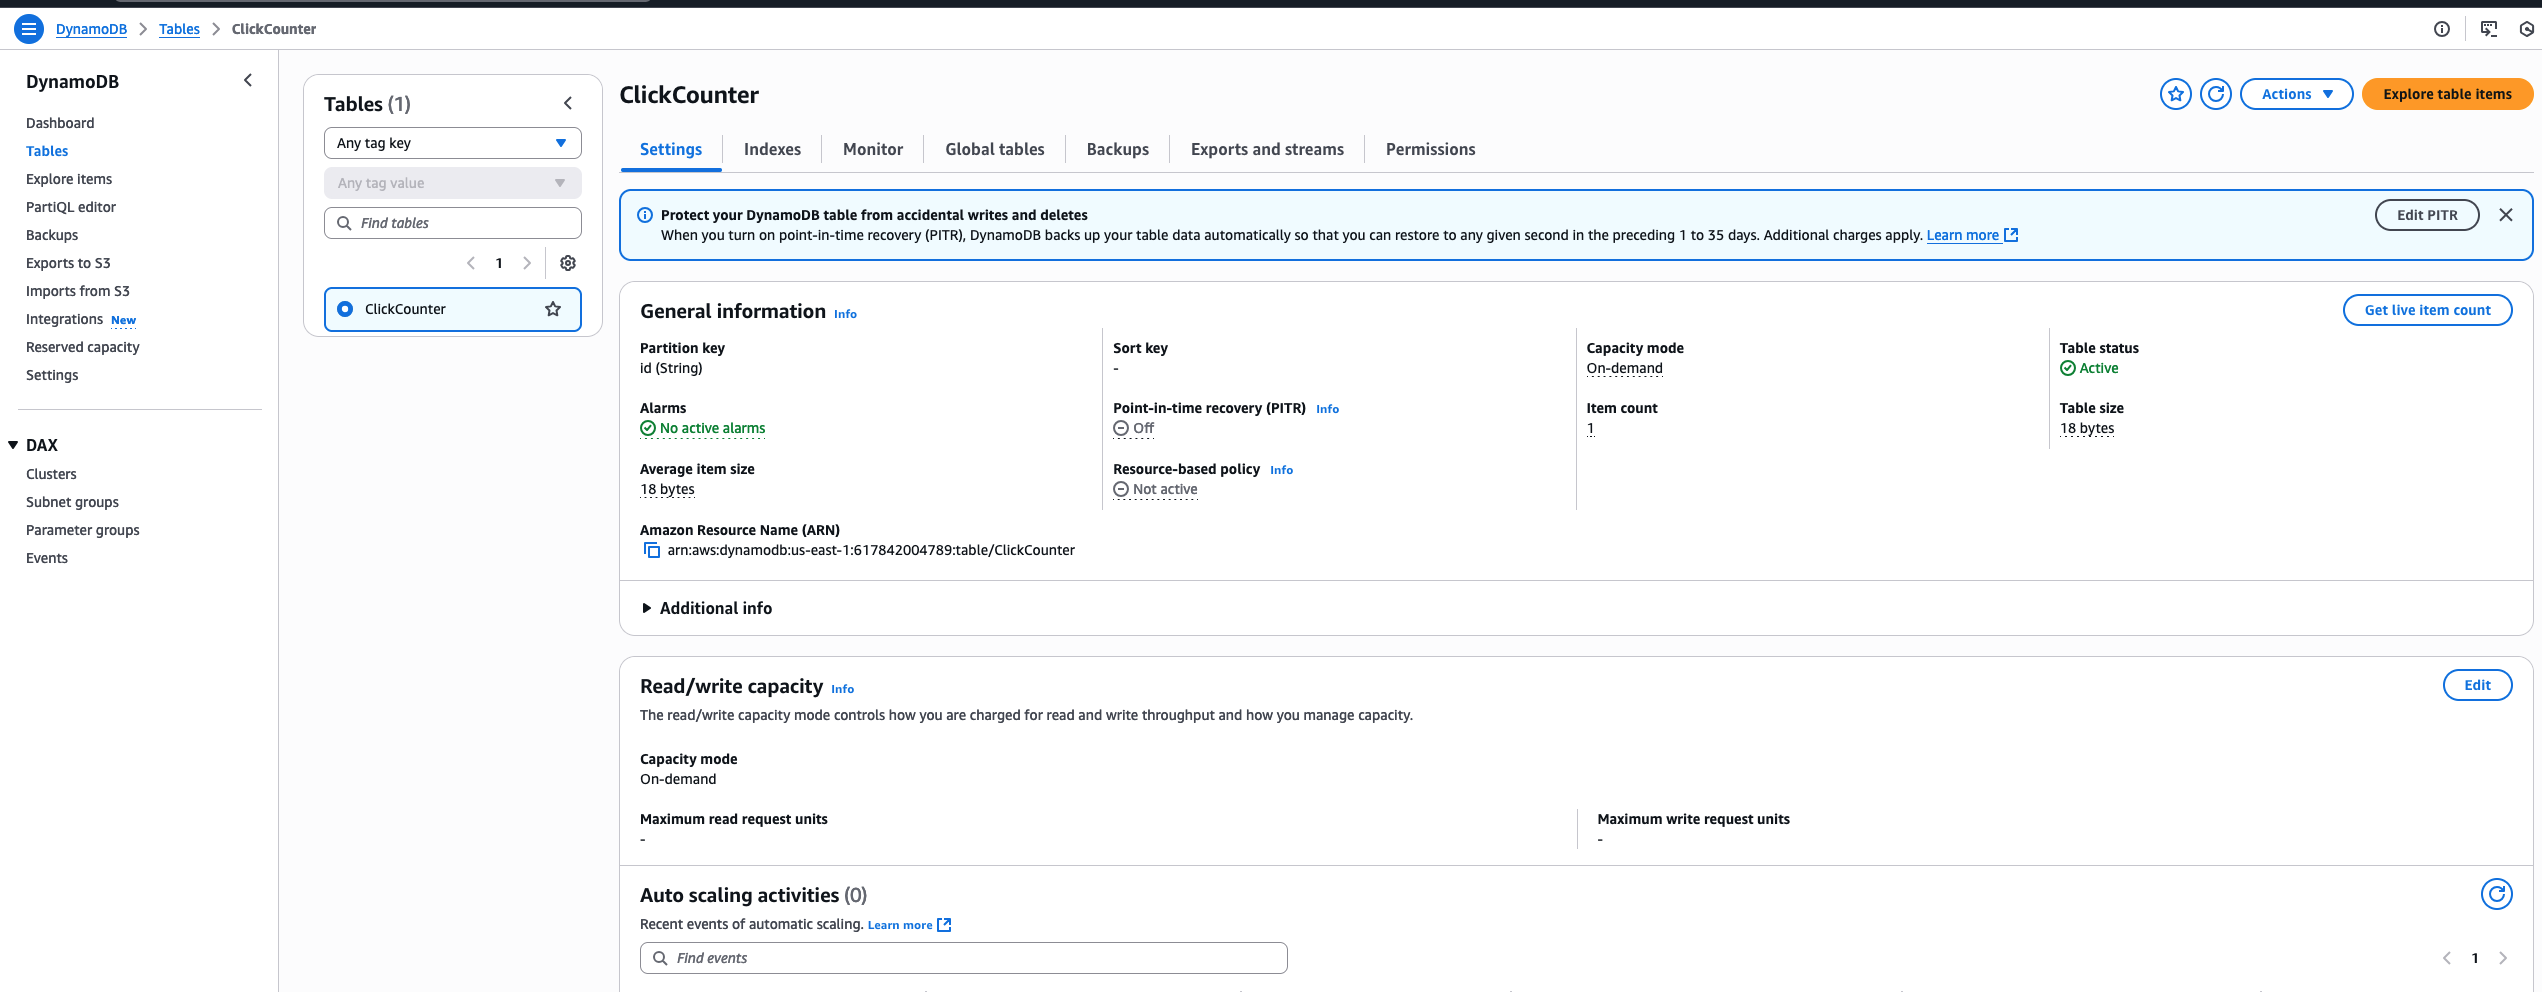 DynamoDB > Tables > ClickCounter
DynamoDB
Dashboard
Tables
Explore items
PartiQL editor
Backups
Exports to S3
Imports from S3
Integrations New
Reserved capacity
Settings
DAX
Clusters
Subnet groups
Parameter groups
Events
Tables (1)
Any tag key
Any tag value
Find tables
1
ClickCounter
ClickCounter
Actions
Explore table items
Settings
Indexes
Monitor
Global tables
Backups
Exports and streams
Permissions
Protect your DynamoDB table from accidental writes and deletes
When you turn on point-in-time recovery (PITR), DynamoDB backs up your table data automatically so that you can restore to any given second in the preceding 1 to 35 days. Additional charges apply. Learn more
Edit PITR
General information Info
Get live item count
Partition key
id (String)
Sort key
-
Capacity mode
On-demand
Table status
Active
Alarms
No active alarms
Point-in-time recovery (PITR) Info
Off
Item count
1
Table size
18 bytes
Average item size
18 bytes
Resource-based policy Info
Not active
Amazon Resource Name (ARN)
arn:aws:dynamodb:us-east-1:617842004789:table/ClickCounter
Additional info
Read/write capacity Info
Edit
The read/write capacity mode controls how you are charged for read and write throughput and how you manage capacity.
Capacity mode
On-demand
Maximum read request units
-
Maximum write request units
-
Auto scaling activities (0)
Recent events of automatic scaling. Learn more
Find events
1